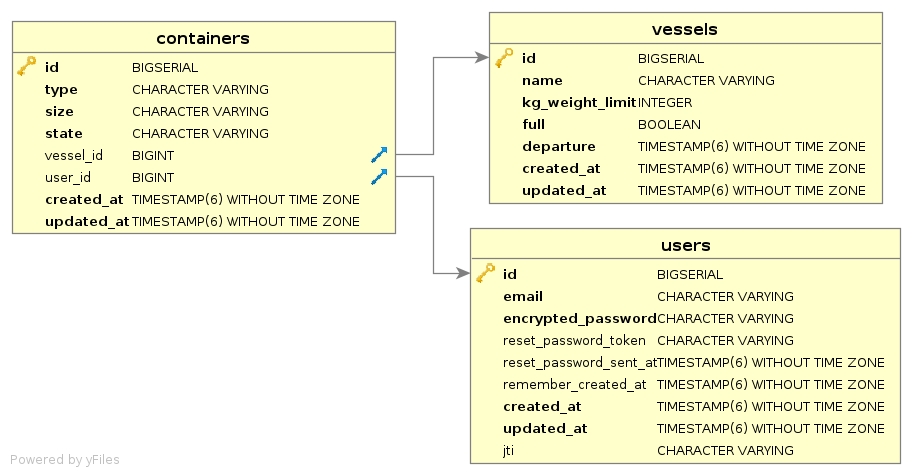 containers
id BIGSERIAL
type CHARACTER VARYING
size CHARACTER VARYING
state CHARACTER VARYING
vessel_id BIGINT
user_id BIGINT
created_at TIMESTAMP(6) WITHOUT TIME ZONE
updated_at TIMESTAMP(6) WITHOUT TIME ZONE
vessels
id BIGSERIAL
name CHARACTER VARYING
kg_weight_limit INTEGER
full BOOLEAN
departure TIMESTAMP(6) WITHOUT TIME ZONE
created_at TIMESTAMP(6) WITHOUT TIME ZONE
updated_at TIMESTAMP(6) WITHOUT TIME ZONE
users
id BIGSERIAL
email CHARACTER VARYING
encrypted_password CHARACTER VARYING
reset_password_token CHARACTER VARYING
reset_password_sent_at TIMESTAMP(6) WITHOUT TIME ZONE
remember_created_at TIMESTAMP(6) WITHOUT TIME ZONE
created_at TIMESTAMP(6) WITHOUT TIME ZONE
updated_at TIMESTAMP(6) WITHOUT TIME ZONE
jti CHARACTER VARYING
Powered by yFiles